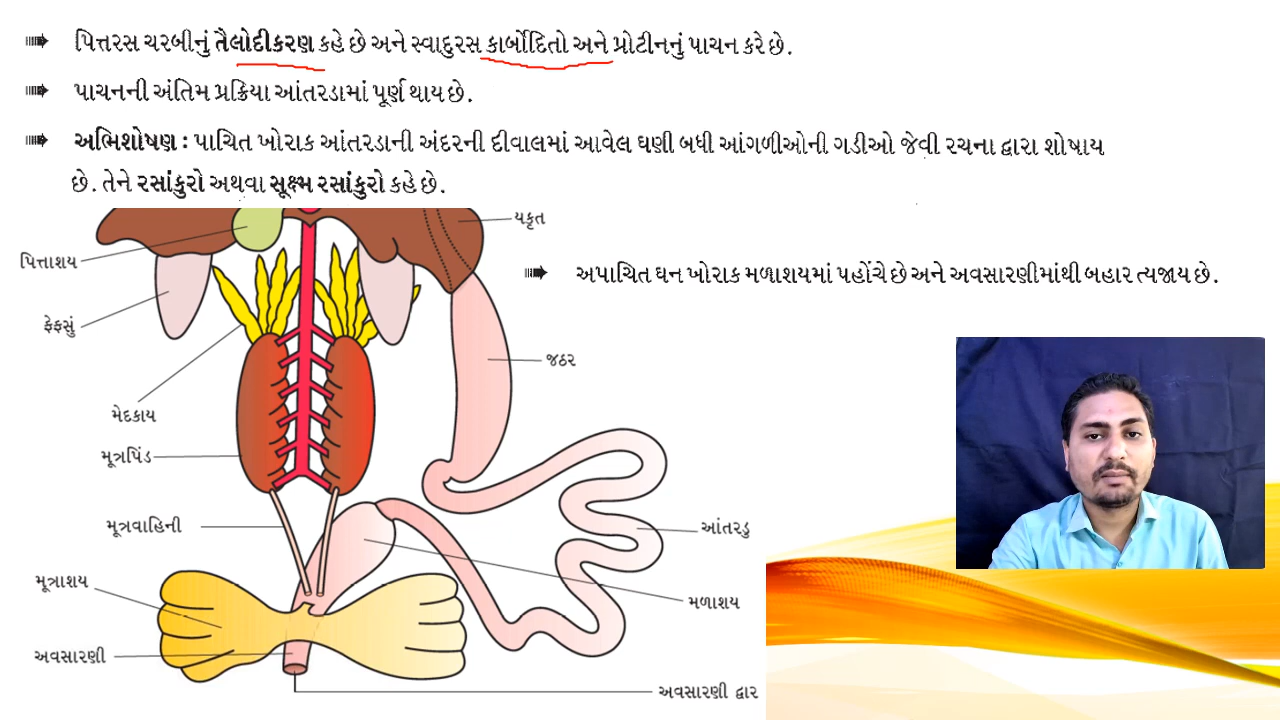 પિત્તરસ ચરબીનું તૈલોદીકરણ કહે છે અને સ્વાદુરસ કાર્બોદિતો અને પ્રોટીનનું પાચન કરે છે.
પાચનની અંતિમ પ્રક્રિયા આંતરડામાં પૂર્ણ થાય છે.
અભિશોષણ : પાચિત ખોરાક આંતરડાની અંદરની દીવાલમાં આવેલ ઘણી બધી આંગળીઓની ગડીઓ જેવી રચના દ્વારા શોષાય
છે. તેને રસાંકુરો અથવા સૂક્ષ્મ રસાંકુરો કહે છે.
યકૃત
પિત્તાશય
અપાચિત ઘન ખોરાક મળાશયમાં પહોંચે છે અને અવસારણીમાંથી બહાર ત્યજાય છે.
ફેફસું
જઠર
મેદકાય
મૂત્રપિંડ
મૂત્રવાહિની
આંતરડુ
મૂત્રાશય
મળાશય
અવસારણી
અવસારણી દ્વાર